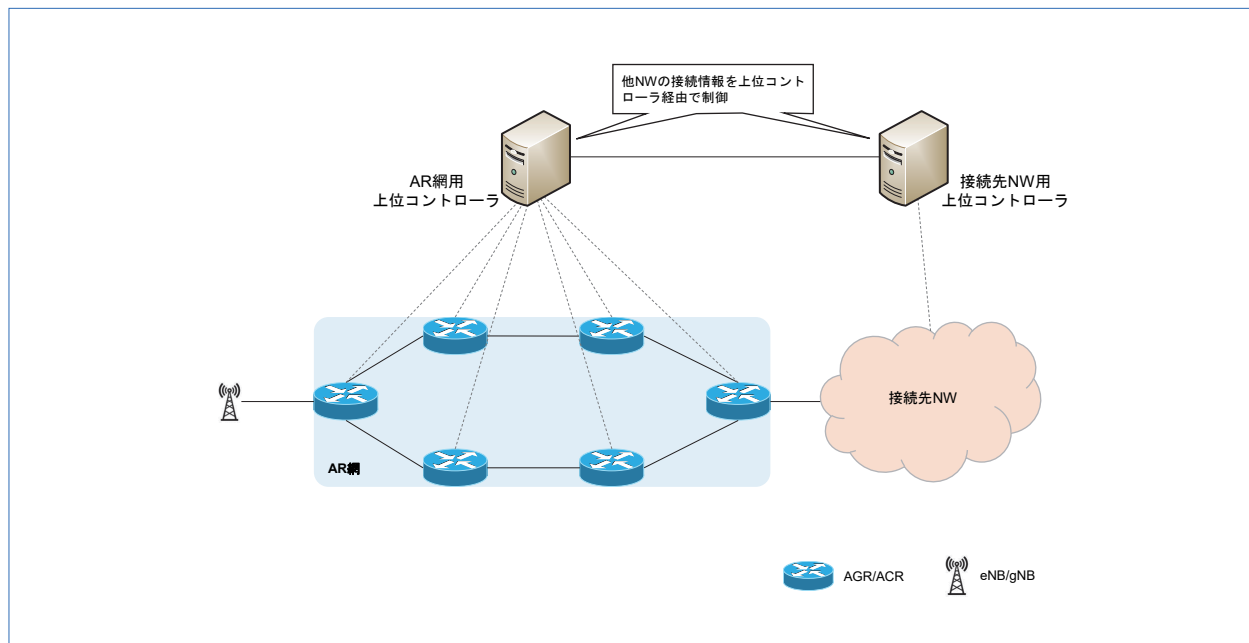 他NWの接続情報を上位コント
ローラ経由で制御
AR網用
上位コントローラ
接続先NW用
上位コントローラ
接続先NW
AR網
AGR/ACR
eNB/gNB